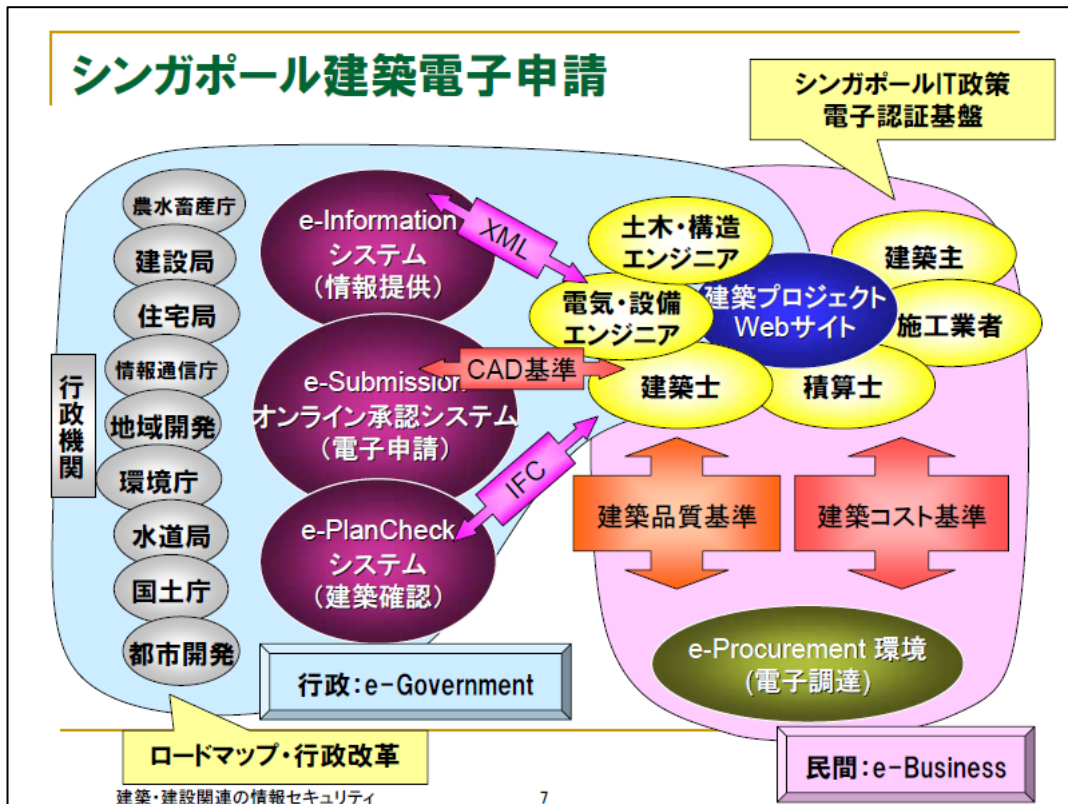 シンガポール建築電子申請
シンガポールIT政策
電子認証基盤
農水畜産庁
建設局
住宅局
情報通信庁
地域開発
環境庁
水道局
国土庁
都市開発
行政機関
e-Information
システム
(情報提供)
e-Submission
オンライン承認システム
(電子申請)
e-PlanCheck
システム
(建築確認)
XML
CAD基準
IFC
土木・構造
エンジニア
電気・設備
エンジニア
建築プロジェクト
Webサイト
建築主
施工業者
建築士
積算士
建築品質基準
建築コスト基準
e-Procurement 環境
(電子調達)
行政:e-Government
民間:e-Business
ロードマップ・行政改革
建築・建設関連の情報セキュリティ
7